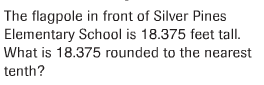 The flagpole in front of Silver Pines
Elementary School is 18.375 feet tall.
What is 18.375 rounded to the nearest
tenth?